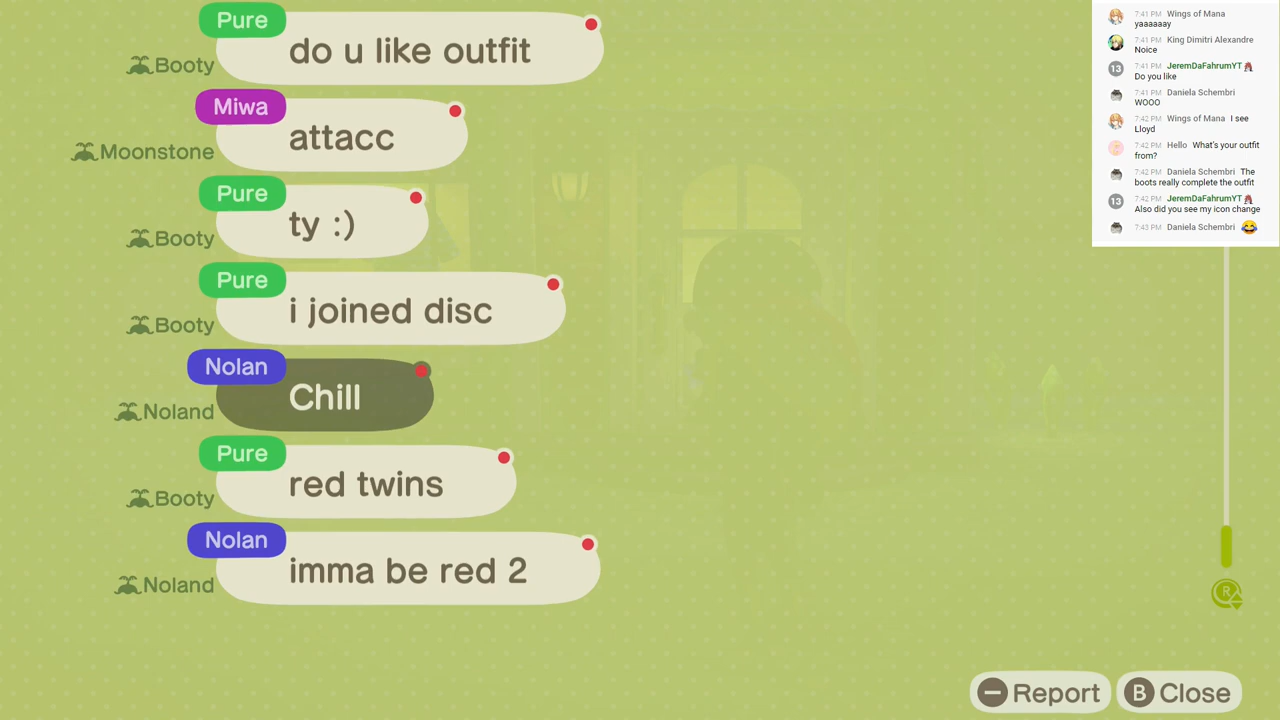 Pure
do u like outfit
Booty
Miwa
attacc
Moonstone
Pure
ty :)
Booty
Pure
i joined disc
Booty
Nolan
Chill
Noland
Pure
red twins
Booty
Nolan
imma be red 2
Noland
7:41 PM Wings of Mana
yaaaaaay
7:41 PM King Dimitri Alexandre
Noice
13 7:41 PM JeremDaFahrumYT
Do you like
7:41 PM Daniela Schembri
WOOO
7:42 PM Wings of Mana I see
Lloyd
7:42 PM Hello What's your outfit
from?
7:42 PM Daniela Schembri The
boots really complete the outfit
13 7:42 PM JeremDaFahrumYT
Also did you see my icon change
7:43 PM Daniela Schembri 😂
R
Report
B Close